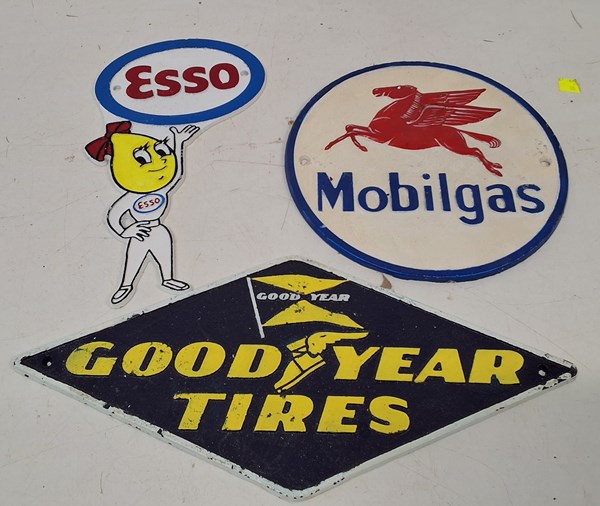 Esso
ESSO
Mobilgas
GOOD YEAR
GOOD YEAR
TIRES